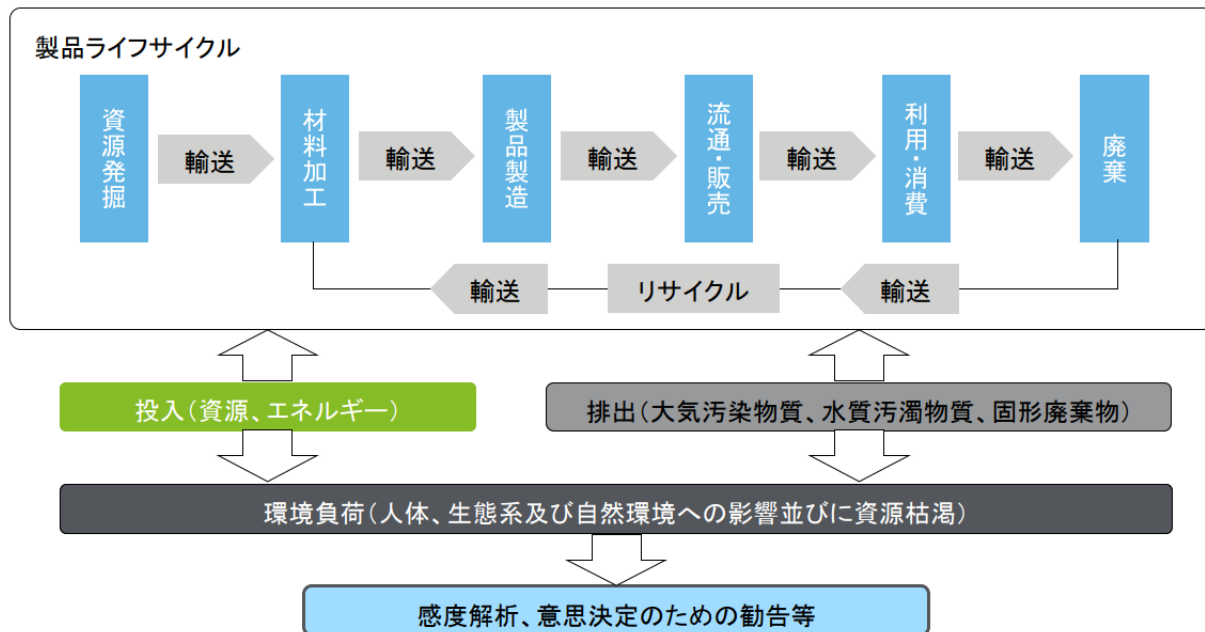 製品ライフサイクル
資源発掘
輸送
材料加工
輸送
製品製造
輸送
流通・販売
輸送
利用・消費
輸送
廃棄
輸送
リサイクル
輸送
投入（資源、エネルギー）
排出（大気汚染物質、水質汚濁物質、固形廃棄物）
環境負荷（人体、生態系及び自然環境への影響並びに資源枯渇）
感度解析、意思決定のための勧告等